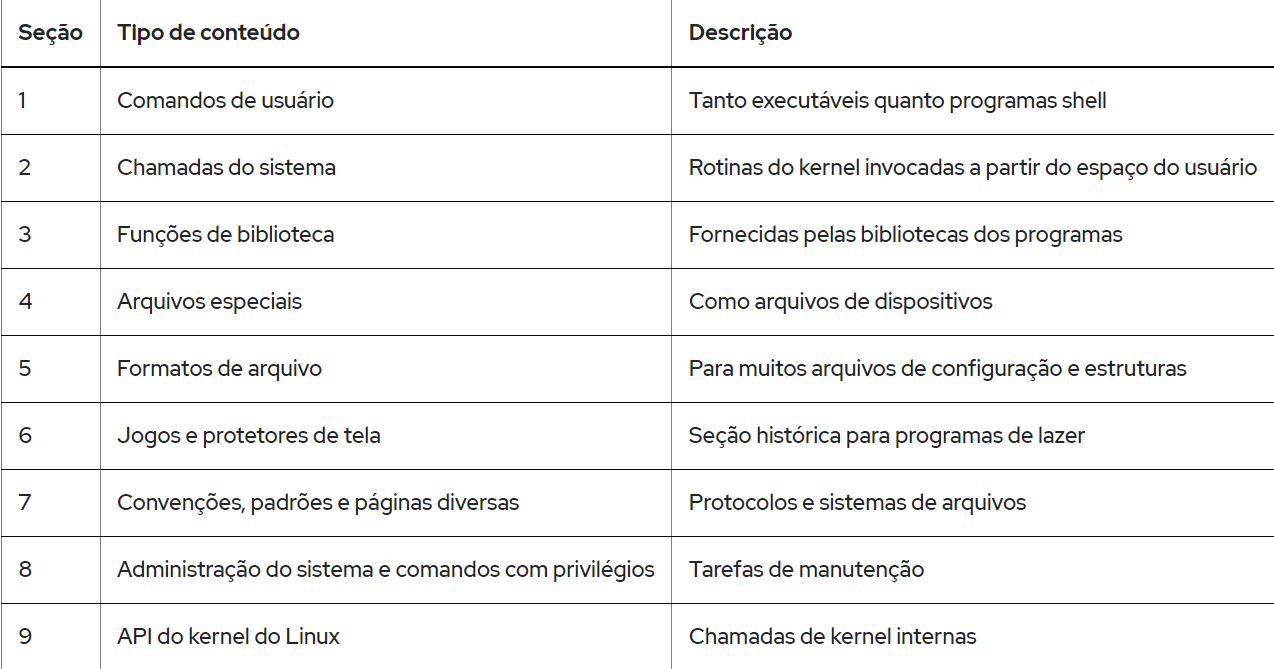 Seção Tipo de conteúdo Descrição
1 Comandos de usuário Tanto executáveis quanto programas shell
2 Chamadas do sistema Rotinas do kernel invocadas a partir do espaço do usuário
3 Funções de biblioteca Fornecidas pelas bibliotecas dos programas
4 Arquivos especiais Como arquivos de dispositivos
5 Formatos de arquivo Para muitos arquivos de configuração e estruturas
6 Jogos e protetores de tela Seção histórica para programas de lazer
7 Convenções, padrões e páginas diversas Protocolos e sistemas de arquivos
8 Administração do sistema e comandos com privilégios Tarefas de manutenção
9 API do kernel do Linux Chamadas de kernel internas